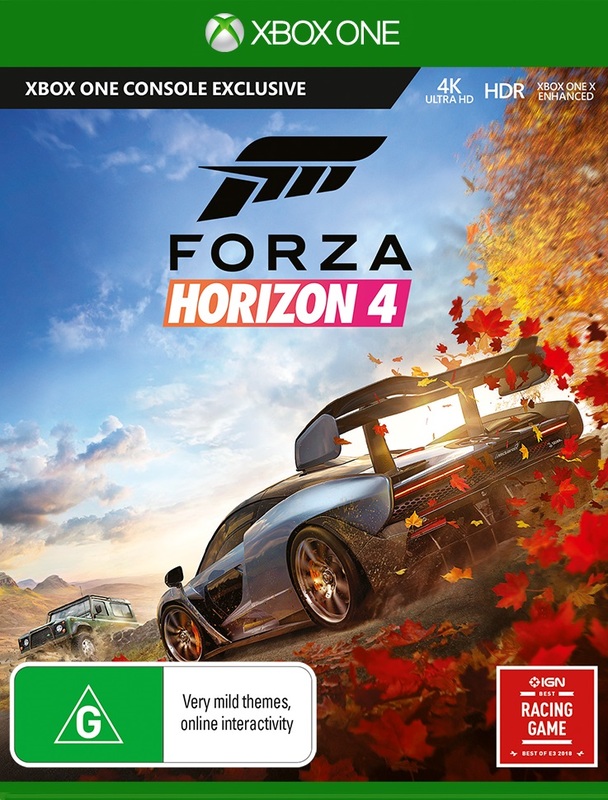 XBOX ONE
XBOX ONE CONSOLE EXCLUSIVE
4K
ULTRA HD
HDR
XBOX ONE X
ENHANCED
FORZA
HORIZON 4
G
Very mild themes,
online interactivity
IGN
BEST
RACING
GAME
BEST OF E3 2018